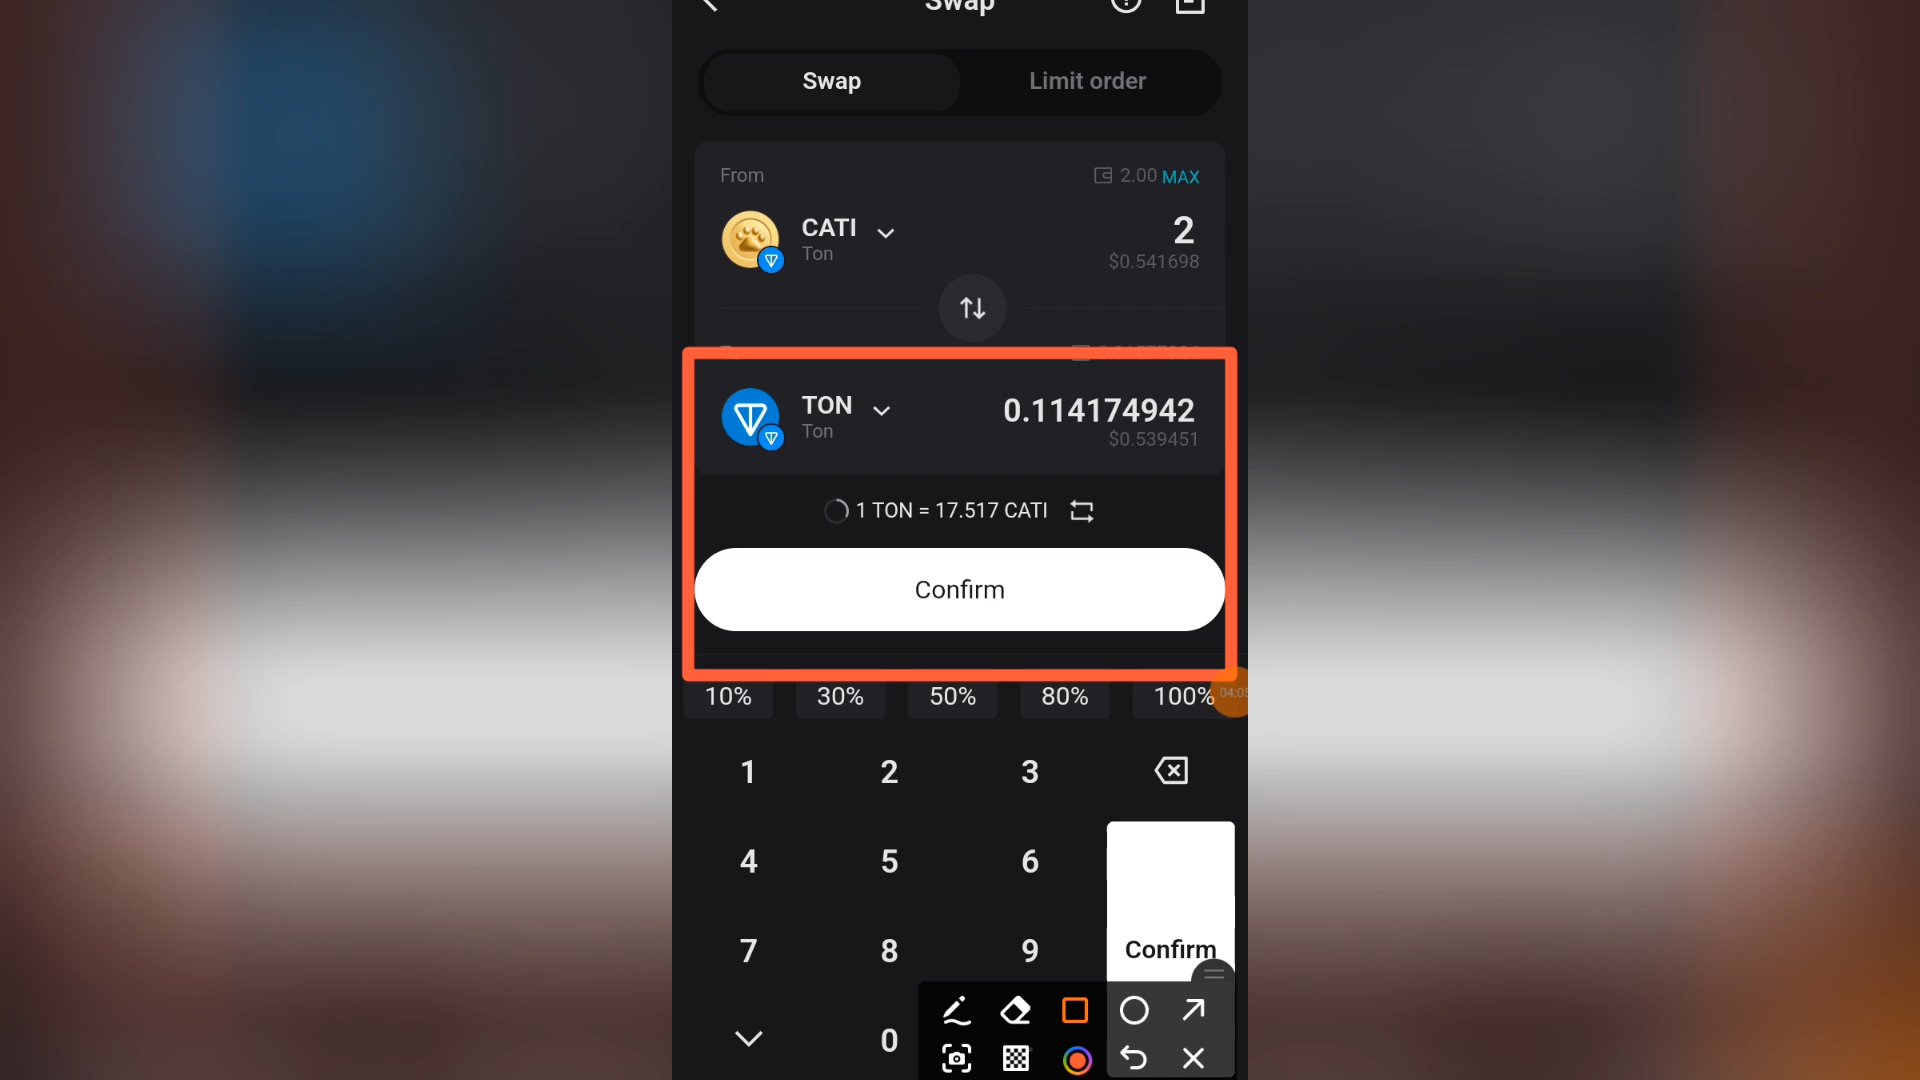 Swap
Swap
Limit order
From
2.00 MAX
CATI
Ton
2
$0.541698
TON
Ton
0.114174942
$0.539451
1 TON = 17.517 CATI
Confirm
10%
30%
50%
80%
100%
1
2
3
4
5
6
7
8
9
Confirm
0